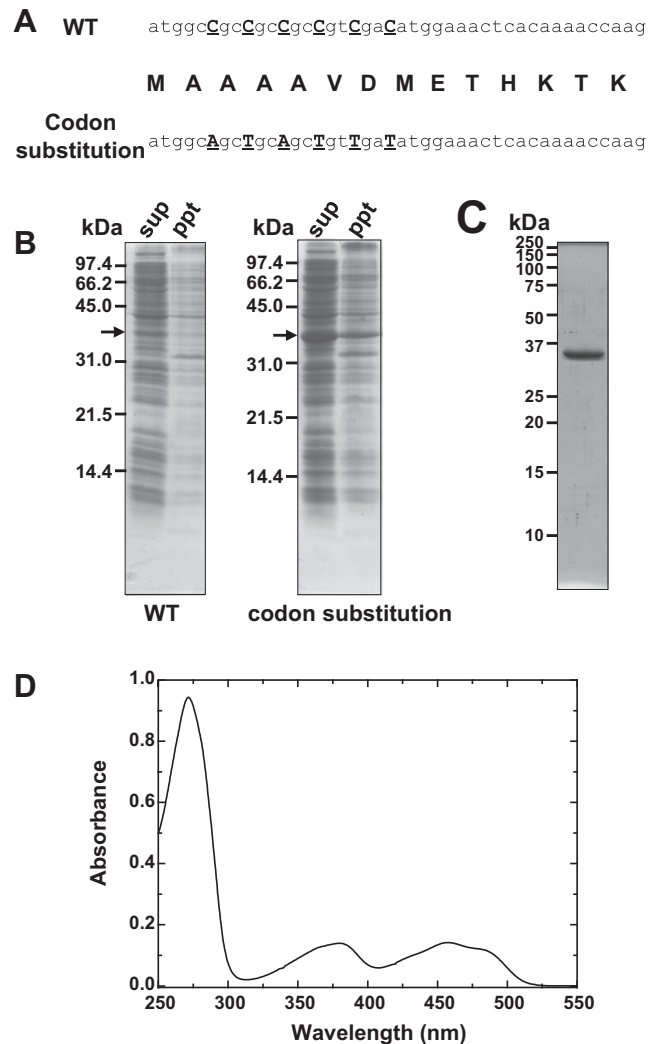 A WT atggcCgcCgcCgcCgtCgaCatggaaactcacaaaaccaag
M A A A A V D M E T H K T K
Codon
substitution atggcAgcTgcAgcTgtTgaTatggaaactcacaaaaccaag
B
kDa sup ppt
97.4
66.2
45.0
31.0
21.5
14.4
WT
kDa sup ppt
97.4
66.2
45.0
31.0
21.5
14.4
codon substitution
C
kDa
250
150
100
75
50
37
25
20
15
10
D
Absorbance
1.0
0.8
0.6
0.4
0.2
0.0
250 300 350 400 450 500 550
Wavelength (nm)